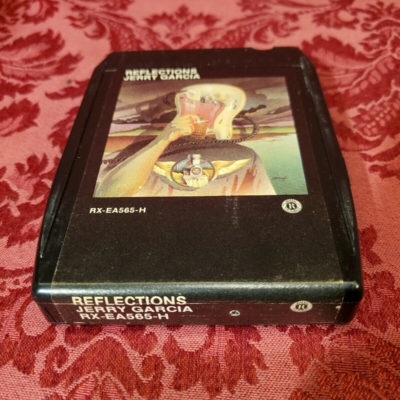 REFLECTIONS
JERRY GARCIA
RX-EA565-H
R
REFLECTIONS
JERRY GARCIA
RX-EA565-H
R